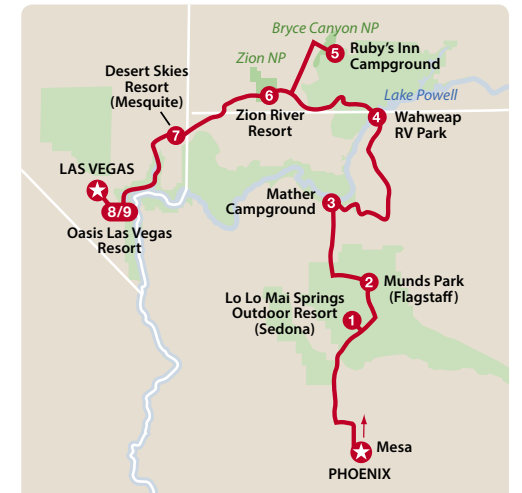 Bryce Canyon NP
5
Ruby's Inn
Campground
Zion NP
Desert Skies
Resort
(Mesquite)
6
Zion River
Resort
Lake Powell
4
Wahweap
RV Park
7
LAS VEGAS
8/9
Oasis Las Vegas
Resort
Mather
Campground
3
2
Munds Park
(Flagstaff)
Lo Lo Mai Springs
Outdoor Resort
(Sedona)
1
Mesa
PHOENIX